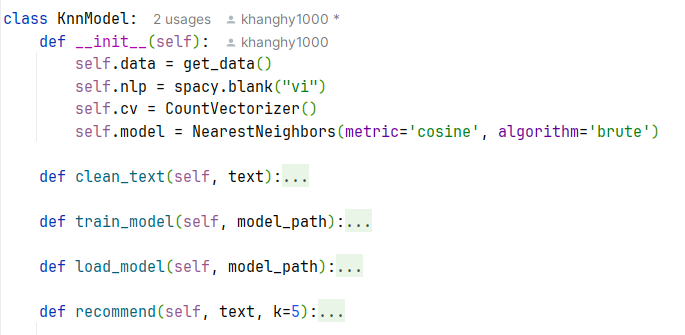 class KnnModel: 2 usages khanghy1000 *
def __init__(self): khanghy1000
self.data = get_data()
self.nlp = spacy.blank("vi")
self.cv = CountVectorizer()
self.model = NearestNeighbors(metric='cosine', algorithm='brute')
def clean_text(self, text):...
def train_model(self, model_path):...
def load_model(self, model_path):...
def recommend(self, text, k=5):...